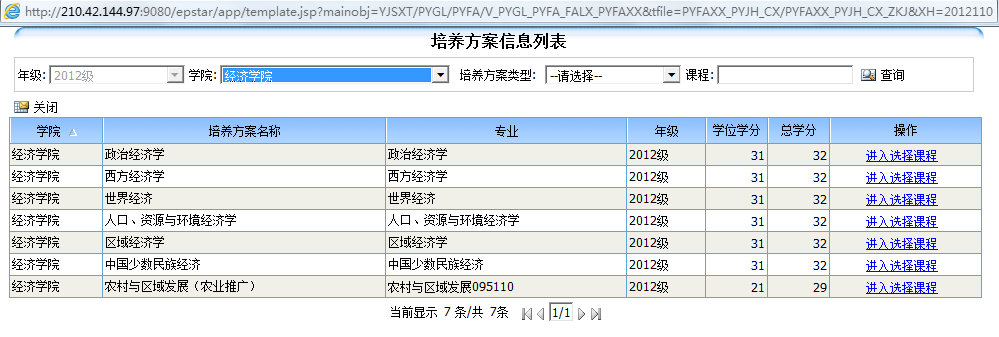 http://210.42.144.97:9080/epstar/app/template.jsp?mainobj=YJSXT/PYGL/PYFA/V_PYGL_PYFA_FALX_PYFAXX&tfile=PYFAXX_PYJH_CX/PYFAXX_PYJH_CX_ZKJ&XH=2012110
培养方案信息列表
年级: 2012级 学院: 经济学院 培养方案类型: --请选择-- 课程: 查询
关闭
学院 培养方案名称 专业 年级 学位学分 总学分 操作
经济学院 政治经济学 政治经济学 2012级 31 32 进入选择课程
经济学院 西方经济学 西方经济学 2012级 31 32 进入选择课程
经济学院 世界经济 世界经济 2012级 31 32 进入选择课程
经济学院 人口、资源与环境经济学 人口、资源与环境经济学 2012级 31 32 进入选择课程
经济学院 区域经济学 区域经济学 2012级 31 32 进入选择课程
经济学院 中国少数民族经济 中国少数民族经济 2012级 31 32 进入选择课程
经济学院 农村与区域发展（农业推广） 农村与区域发展095110 2012级 21 29 进入选择课程
当前显示 7 条/共 7条 1/1